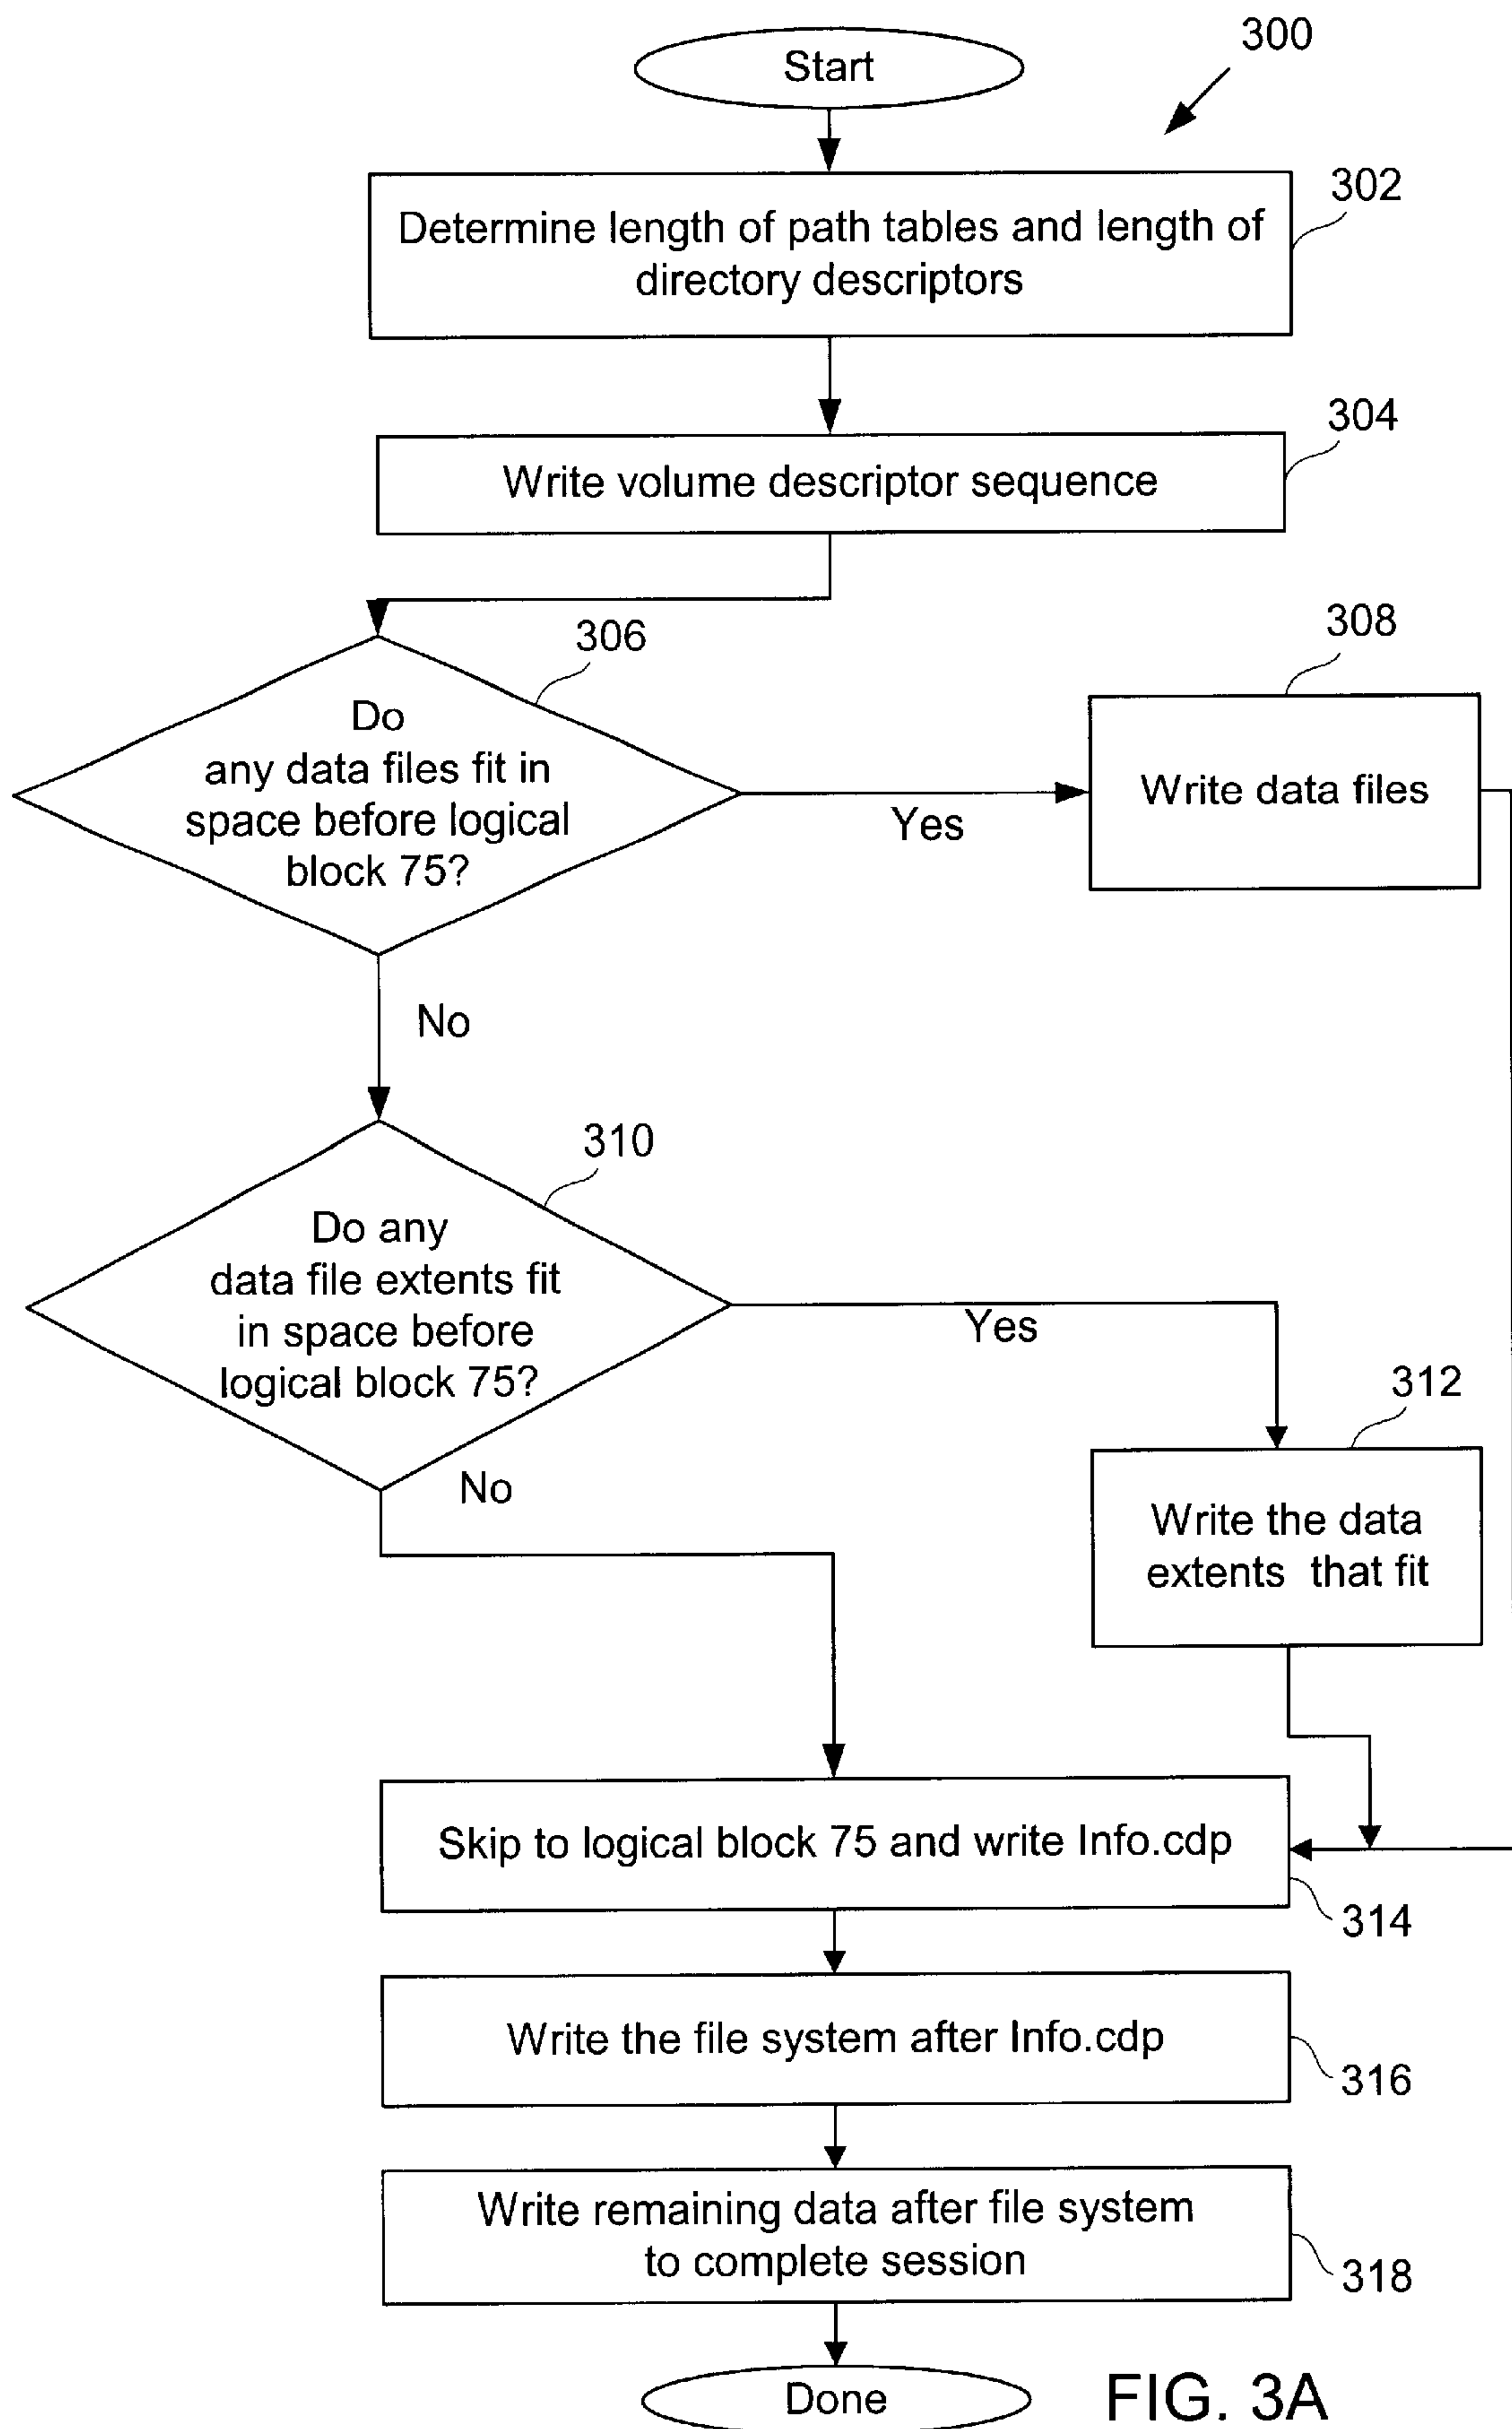 Start
300
302
Determine length of path tables and length of
directory descriptors
304
Write volume descriptor sequence
306
Do
any data files fit in
space before logical
block 75?
Yes
308
Write data files
No
310
Do any
data file extents fit
in space before
logical block 75?
Yes
312
Write the data
extents that fit
No
Skip to logical block 75 and write Info.cdp
314
Write the file system after Info.cdp
316
Write remaining data after file system
to complete session
318
Done
FIG. 3A